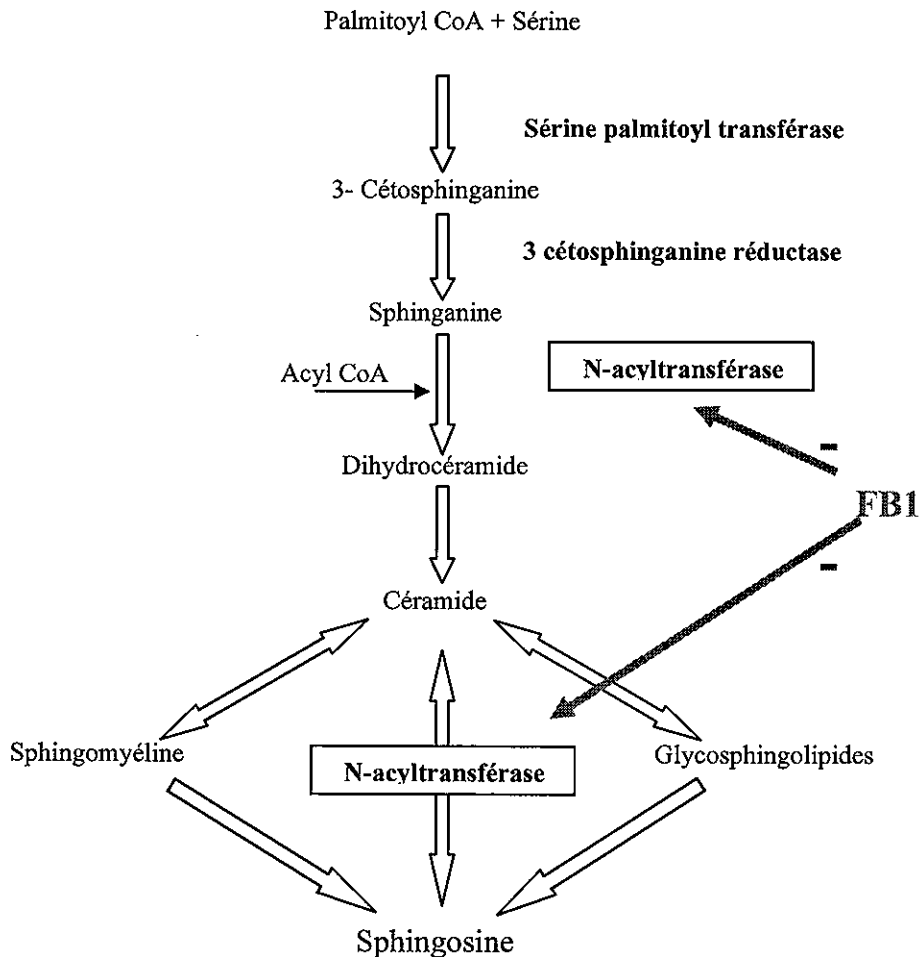 Palmitoyl CoA + Sérine
Sérine palmitoyl transférase
3- Cétosphinganine
3 cétosphinganine réductase
Sphinganine
N-acyltransférase
Acyl CoA
-
Dihydrocéramide
FB1
-
Céramide
Sphingomyéline
N-acyltransférase
Glycosphingolipides
Sphingosine